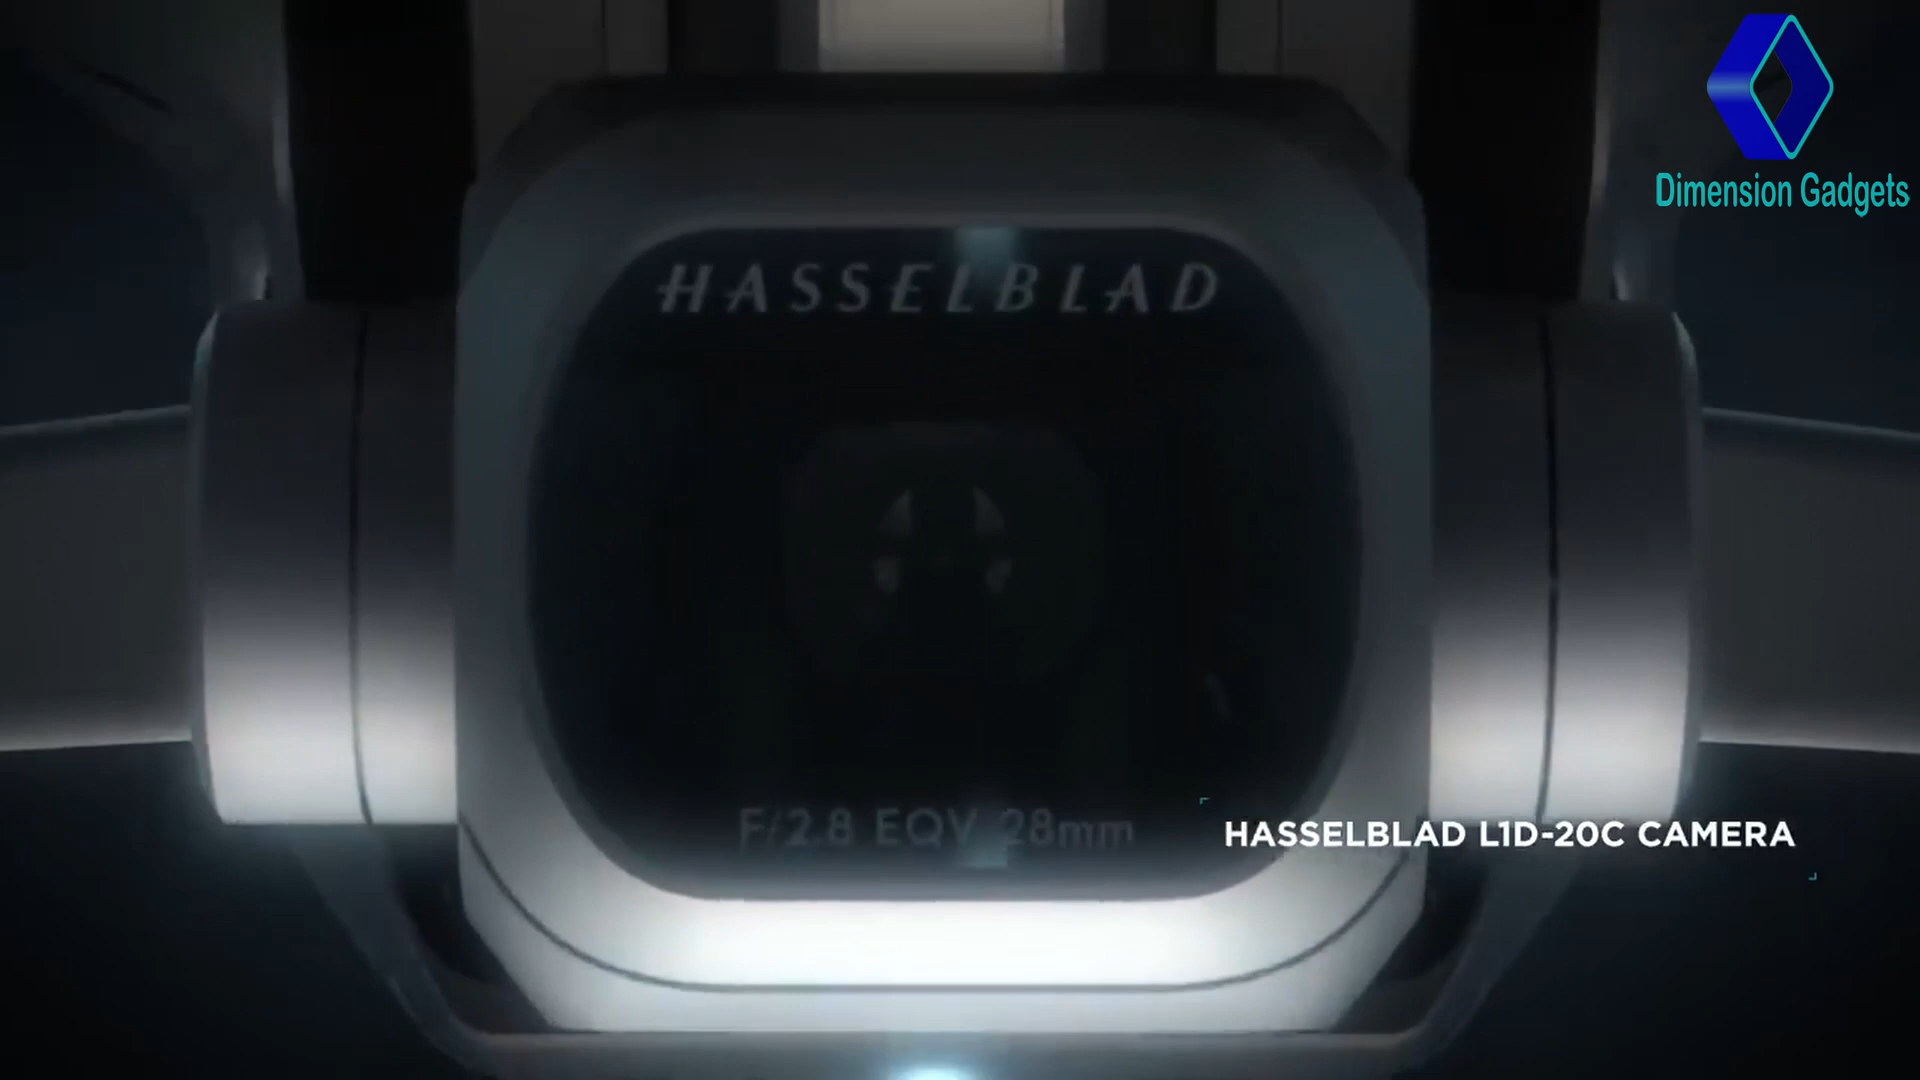 Dimension Gadgets
HASSELBLAD
F/2.8 EQV 28mm
HASSELBLAD L1D-20C CAMERA